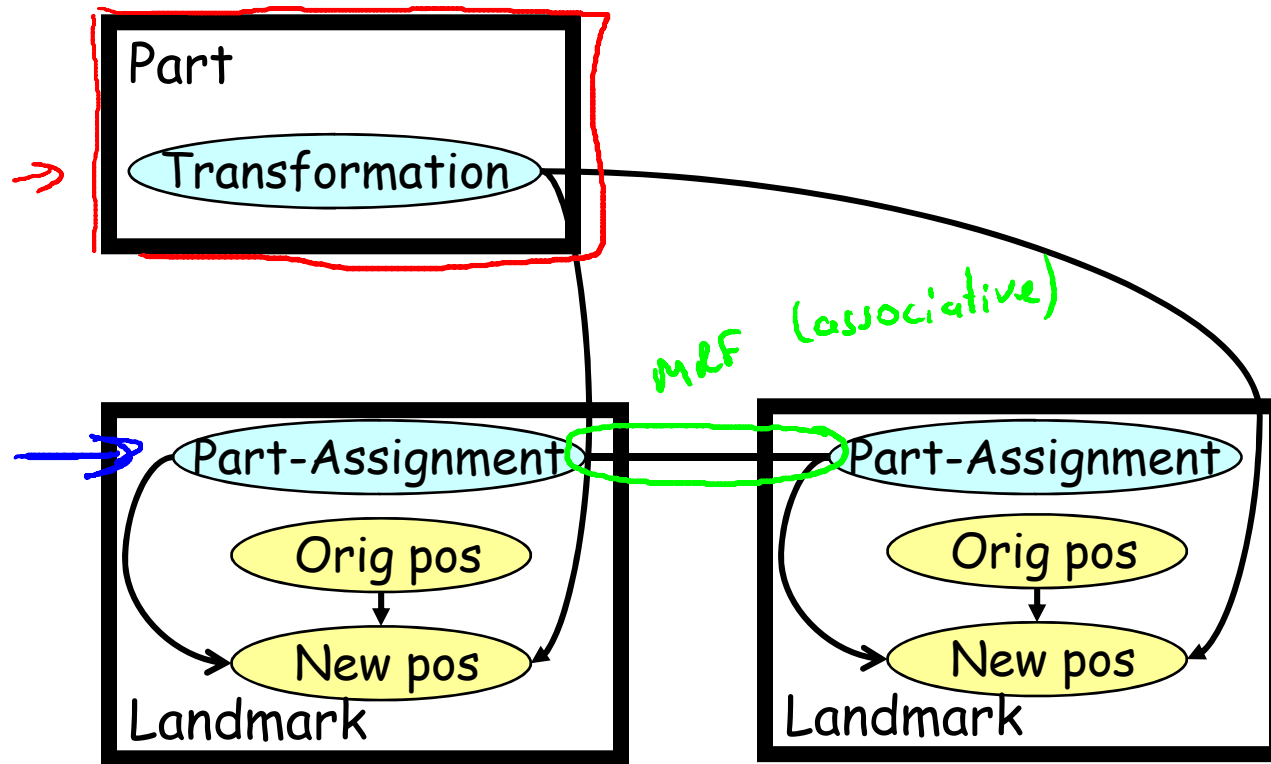 Part
Transformation
MRF (associative)
Part-Assignment
Part-Assignment
Orig pos
Orig pos
New pos
New pos
Landmark
Landmark